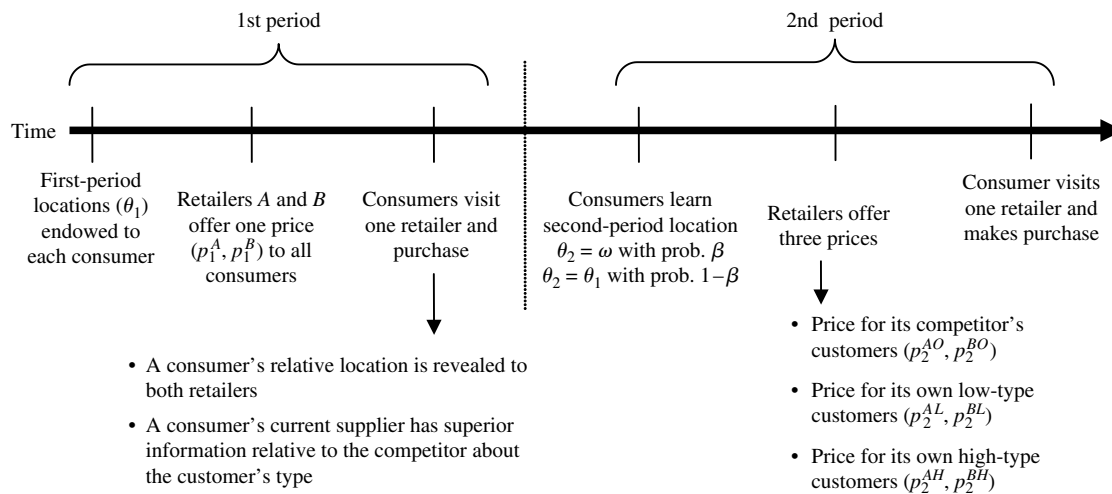 1st period
2nd period
Time
First-period
locations (θ₁)
endowed to
each consumer
Retailers A and B
offer one price
(p₁ᴬ, p₁ᴮ) to all
consumers
Consumers visit
one retailer and
purchase
Consumers learn
second-period location
θ₂ = ω with prob. β
θ₂ = θ₁ with prob. 1–β
Retailers offer
three prices
Consumer visits
one retailer and
makes purchase
• A consumer's relative location is revealed to
both retailers
• A consumer's current supplier has superior
information relative to the competitor about
the customer's type
• Price for its competitor's
customers (p₂ᴬᴼ, p₂ᴮᴼ)
• Price for its own low-type
customers (p₂ᴬᴸ, p₂ᴮᴸ)
• Price for its own high-type
customers (p₂ᴬᴴ, p₂ᴮᴴ)